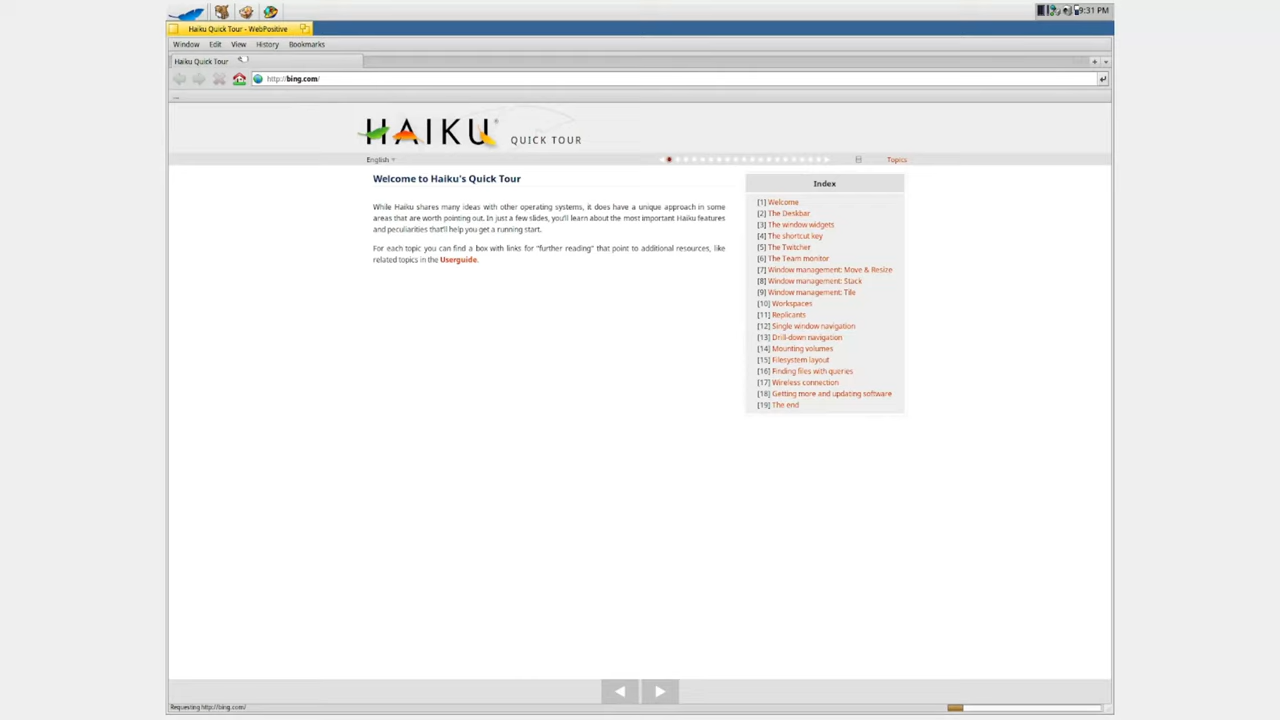 9:31 PM
Haiku Quick Tour - WebPositive
Window Edit View History Bookmarks
Haiku Quick Tour
http://bing.com/
...
HAIKU® QUICK TOUR
English
Topics
Welcome to Haiku's Quick Tour
While Haiku shares many ideas with other operating systems, it does have a unique approach in some
areas that are worth pointing out. In just a few slides, you'll learn about the most important Haiku features
and peculiarities that'll help you get a running start.
For each topic you can find a box with links for "further reading" that point to additional resources, like
related topics in the Userguide.
Index
[1] Welcome
[2] The Deskbar
[3] The window widgets
[4] The shortcut key
[5] The Twitcher
[6] The Team monitor
[7] Window management: Move & Resize
[8] Window management: Stack
[9] Window management: Tile
[10] Workspaces
[11] Replicants
[12] Single window navigation
[13] Drill-down navigation
[14] Mounting volumes
[15] Filesystem layout
[16] Finding files with queries
[17] Wireless connection
[18] Getting more and updating software
[19] The end
Requesting http://bing.com/